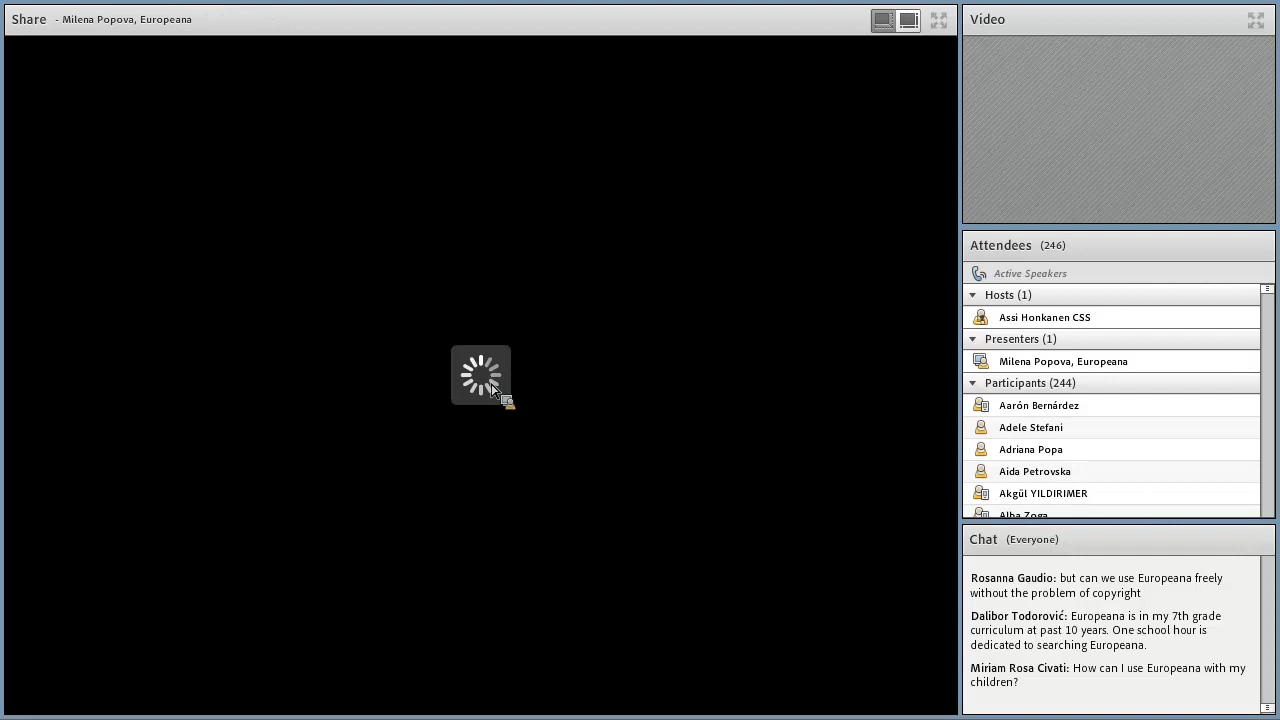 Share - Milena Popova, Europeana
Video
Attendees (246)
Active Speakers
Hosts (1)
Assi Honkanen CSS
Presenters (1)
Milena Popova, Europeana
Participants (244)
Aarón Bernárdez
Adele Stefani
Adriana Popa
Aida Petrovska
Akgül YILDIRIMER
Alba Zoga
Chat (Everyone)
Rosanna Gaudio: but can we use Europeana freely
without the problem of copyright
Dalibor Todorović: Europeana is in my 7th grade
curriculum at past 10 years. One school hour is
dedicated to searching Europeana.
Miriam Rosa Civati: How can I use Europeana with my
children?